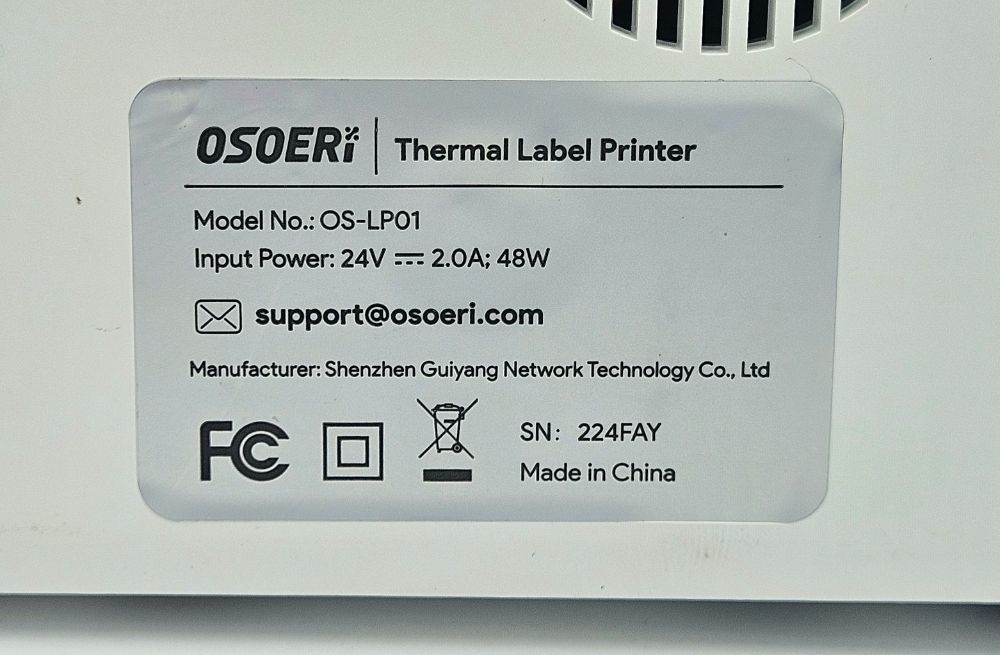 OSOERi | Thermal Label Printer
Model No.: OS-LP01
Input Power: 24V ⎓ 2.0A; 48W
support@osoeri.com
Manufacturer: Shenzhen Guiyang Network Technology Co., Ltd
FC
SN: 224FAY
Made in China